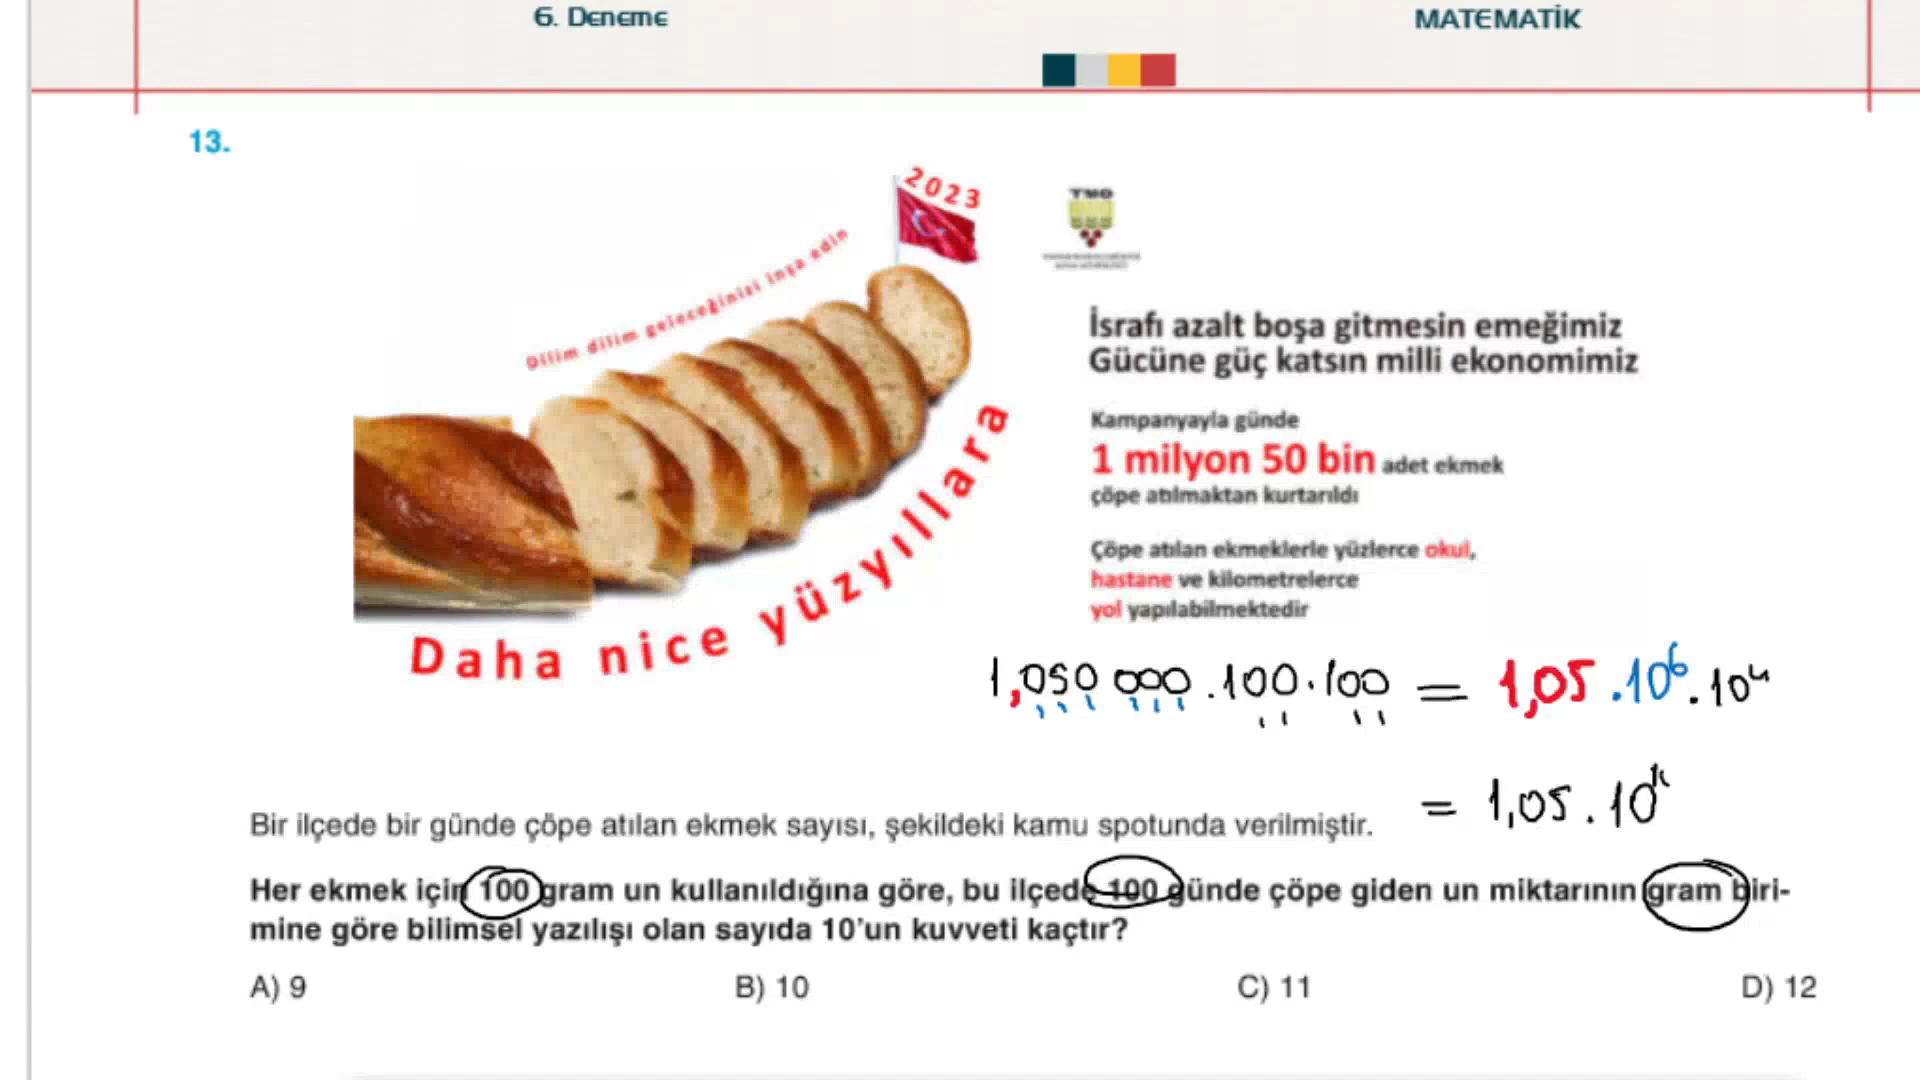 6. Deneme
MATEMATİK
13.
2023
Dilim dilim geleceğinizi inşa edin
Daha nice yüzyıllara
TMO
İsrafı azalt boşa gitmesin emeğimiz
Gücüne güç katsın milli ekonomimiz
Kampanyayla günde
1 milyon 50 bin adet ekmek
çöpe atılmaktan kurtarıldı
Çöpe atılan ekmeklerle yüzlerce okul,
hastane ve kilometrelerce
yol yapılabilmektedir
1,050 000 . 100 . 100 = 1,05 . 10⁶ . 10⁴
= 1,05 . 10
Bir ilçede bir günde çöpe atılan ekmek sayısı, şekildeki kamu spotunda verilmiştir.
Her ekmek için 100 gram un kullanıldığına göre, bu ilçede 100 günde çöpe giden un miktarının gram biri-
mine göre bilimsel yazılışı olan sayıda 10'un kuvveti kaçtır?
A) 9
B) 10
C) 11
D) 12